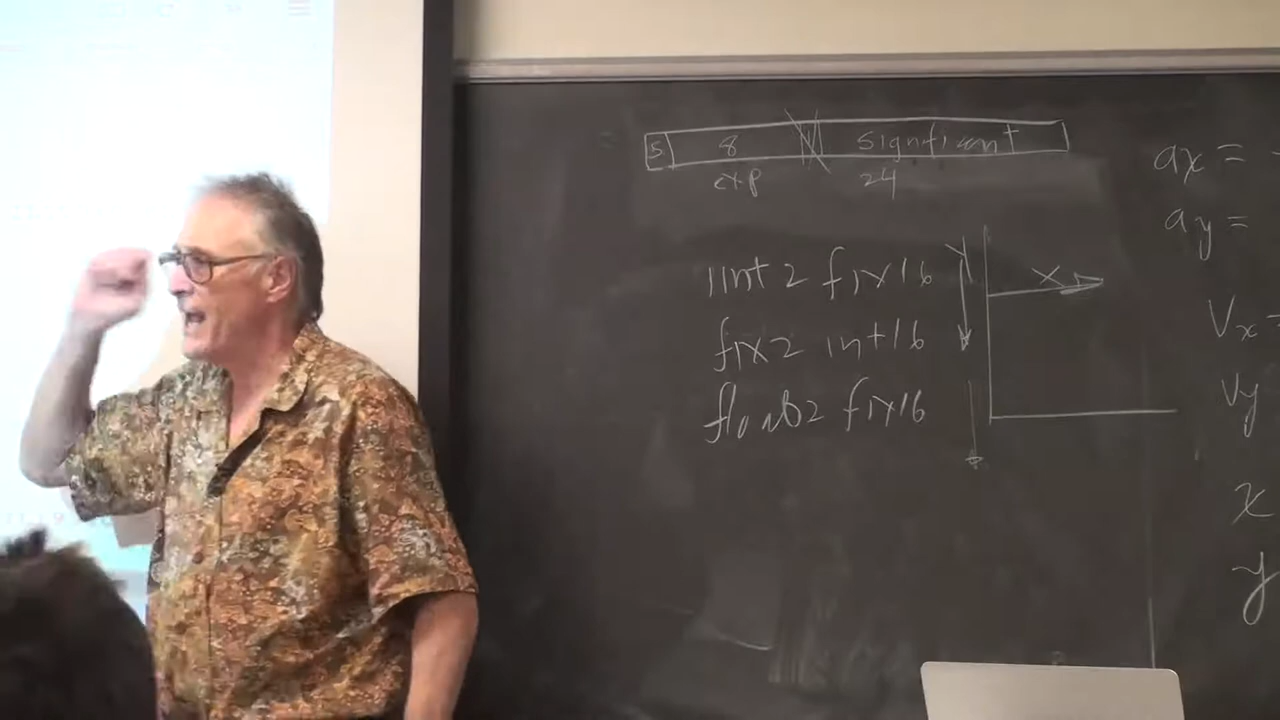 S 8 significant
exp 24
int2fix16
fix2int16
float2fix16
y x
ax =
ay =
Vx =
Vy
x
y